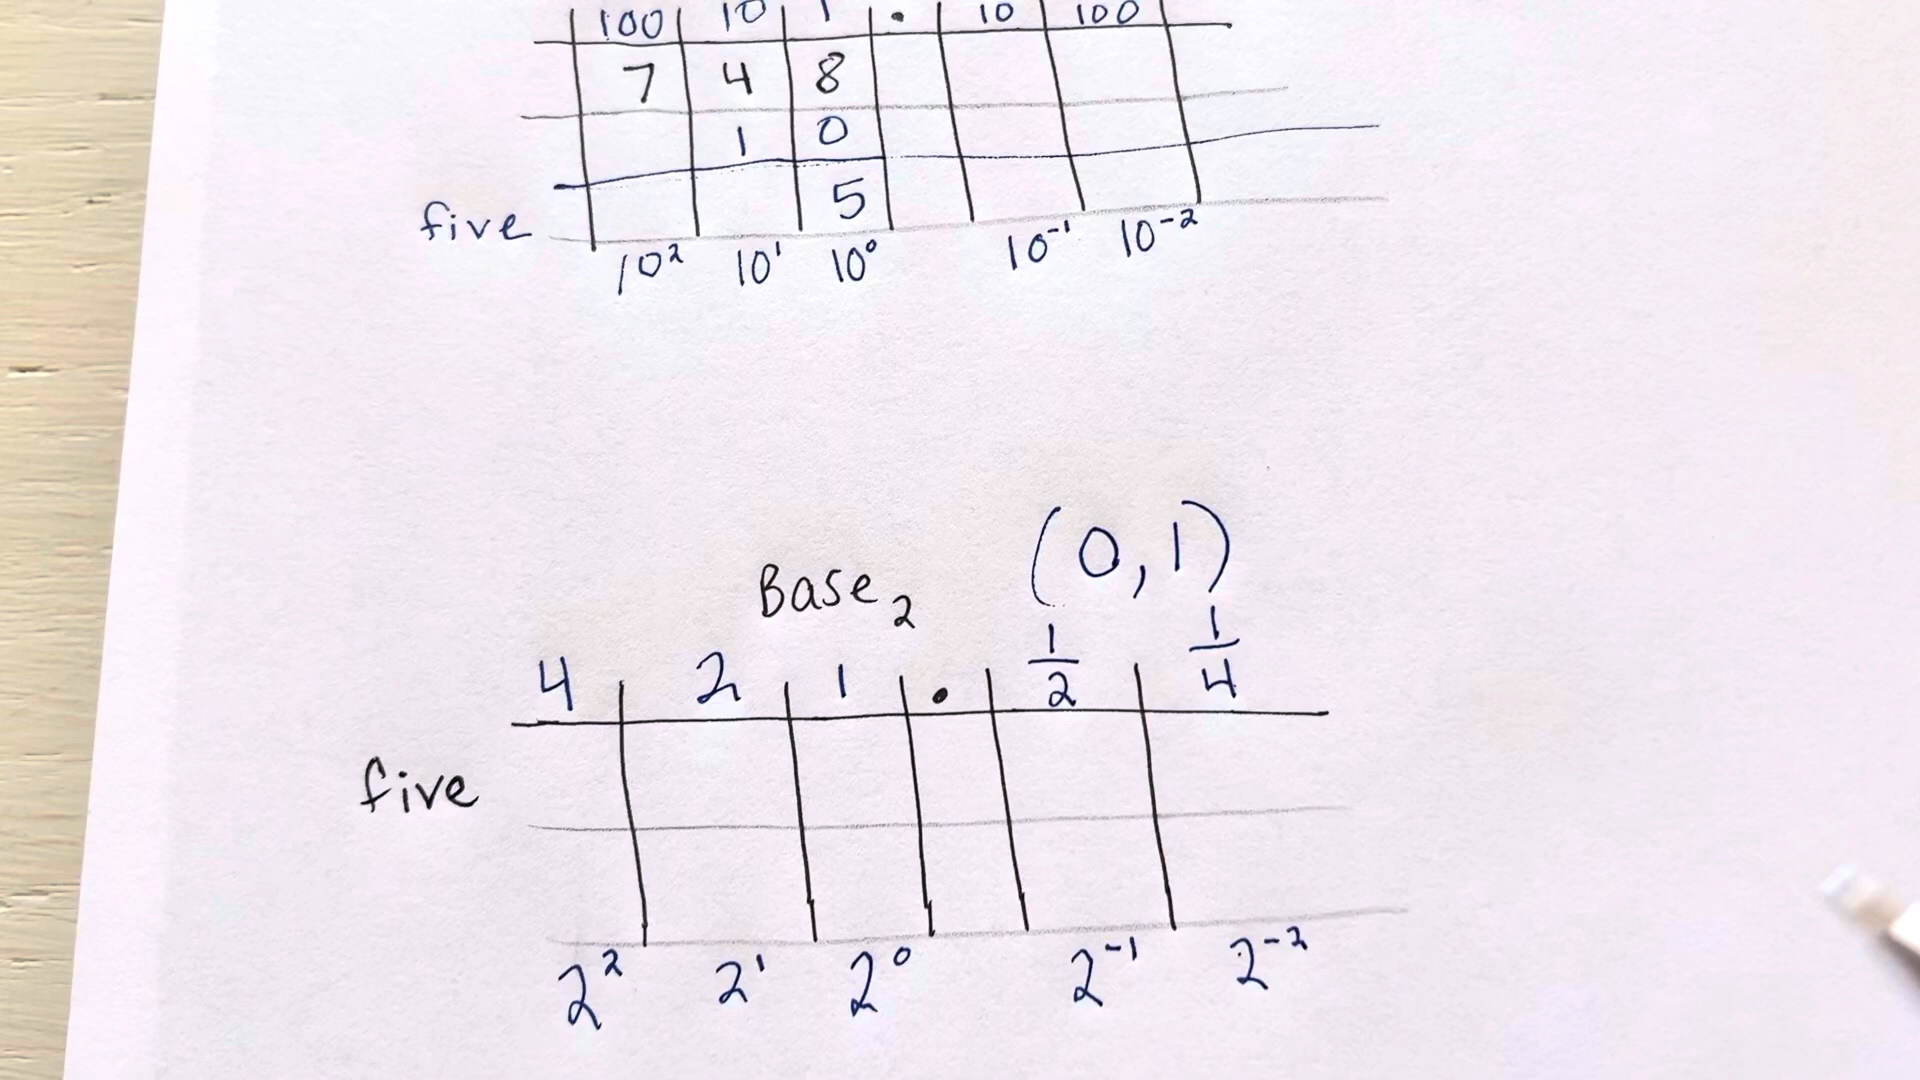 100 10 1 . 10 100
7 4 8
1 0
five 5
10² 10¹ 10⁰ 10⁻¹ 10⁻²
(0,1)
Base₂
4 2 1 . 1/2 1/4
five
2² 2¹ 2⁰ 2⁻¹ 2⁻²